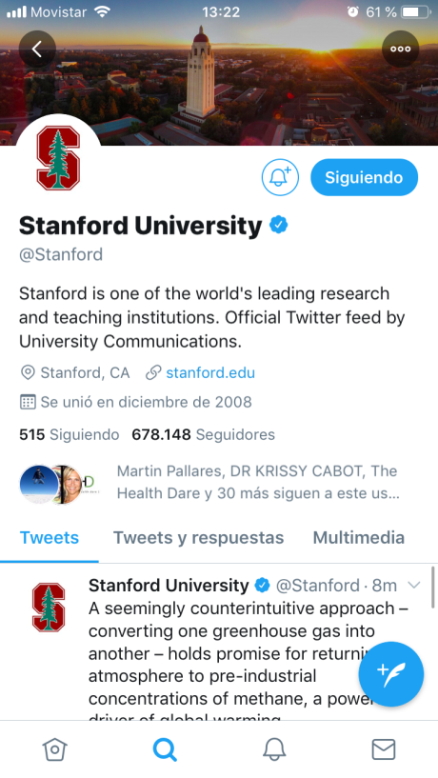 Movistar 13:22 61 %
Siguiendo
Stanford University
@Stanford
Stanford is one of the world's leading research
and teaching institutions. Official Twitter feed by
University Communications.
Stanford, CA stanford.edu
Se unió en diciembre de 2008
515 Siguiendo 678.148 Seguidores
Martin Pallares, DR KRISSY CABOT, The
Health Dare y 30 más siguen a este us...
Tweets Tweets y respuestas Multimedia
Stanford University @Stanford · 8m
A seemingly counterintuitive approach –
converting one greenhouse gas into
another – holds promise for returnin
atmosphere to pre-industrial
concentrations of methane, a power
driver of global warming